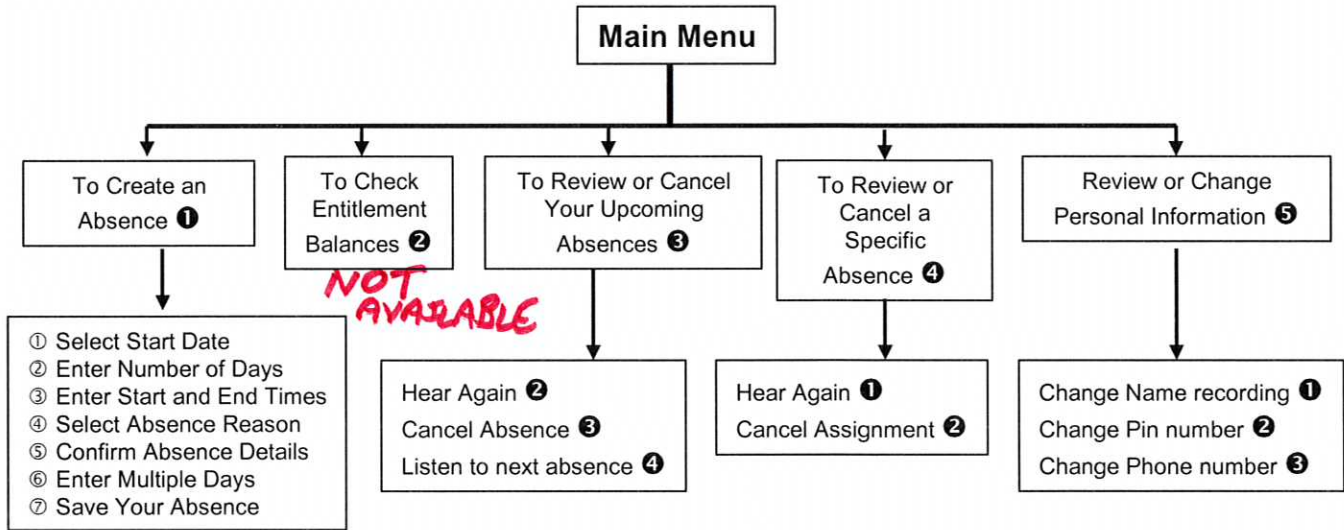 Main Menu
To Create an
Absence ❶
To Check
Entitlement
Balances ❷
NOT
AVAILABLE
To Review or Cancel
Your Upcoming
Absences ❸
To Review or
Cancel a
Specific
Absence ❹
Review or Change
Personal Information ❺
① Select Start Date
② Enter Number of Days
③ Enter Start and End Times
④ Select Absence Reason
⑤ Confirm Absence Details
⑥ Enter Multiple Days
⑦ Save Your Absence
Hear Again ❷
Cancel Absence ❸
Listen to next absence ❹
Hear Again ❶
Cancel Assignment ❷
Change Name recording ❶
Change Pin number ❷
Change Phone number ❸